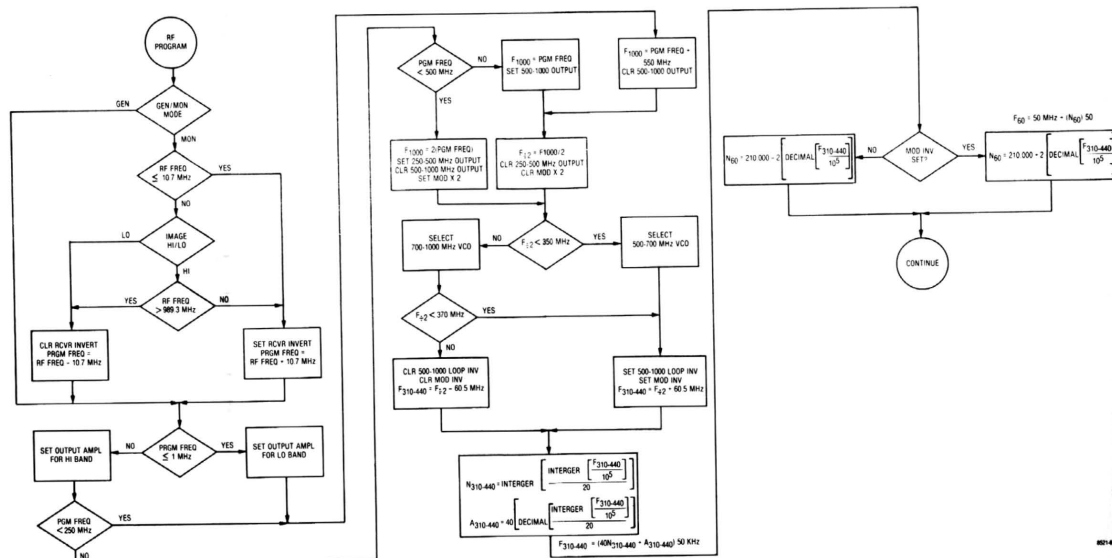 RF
PROGRAM
GEN
GEN/MON
MODE
MON
RF FREQ
≤ 10.7 MHz
YES
NO
LO
IMAGE
HI/LO
HI
YES
RF FREQ
>989.3 MHz
NO
CLR RCVR INVERT
PRGM FREQ =
RF FREQ - 10.7 MHz
SET RCVR INVERT
PRGM FREQ =
RF FREQ + 10.7 MHz
SET OUTPUT AMPL
FOR HI BAND
NO
PRGM FREQ
≤ 1 MHz
YES
SET OUTPUT AMPL
FOR LO BAND
PGM FREQ
<250 MHz
YES
NO
PGM FREQ
< 500 MHz
NO
YES
F1000 = PGM FREQ
SET 500-1000 OUTPUT
F1000 = PGM FREQ +
550 MHz
CLR 500-1000 OUTPUT
F1000 = 2(PGM FREQ)
SET 250-500 MHz OUTPUT
CLR 500-1000 MHz OUTPUT
SET MOD X 2
F÷2 = F1000/2
CLR 250-500 MHz OUTPUT
CLR MOD X 2
SELECT
700-1000 MHz VCO
NO
F÷2 < 350 MHz
YES
SELECT
500-700 MHz VCO
F÷2 < 370 MHz
YES
NO
CLR 500-1000 LOOP INV
CLR MOD INV
F310-440 = F÷2 - 60.5 MHz
SET 500-1000 LOOP INV
SET MOD INV
F310-440 = F÷2 + 60.5 MHz
N310-440 = INTERGER [ INTERGER [ F310-440 / 10^5 ] / 20 ]
A310-440 = 40 [ DECIMAL [ INTERGER [ F310-440 / 10^5 ] / 20 ] ]
F310-440 = (40N310-440 + A310-440) 50 KHz
F60 = 50 MHz + (N60) 50
N60 = 210.000 - 2 [ DECIMAL [ F310-440 / 10^5 ] ]
NO
MOD INV
SET?
YES
N60 = 210.000 + 2 [ DECIMAL [ F310-440 / 10^5 ] ]
CONTINUE